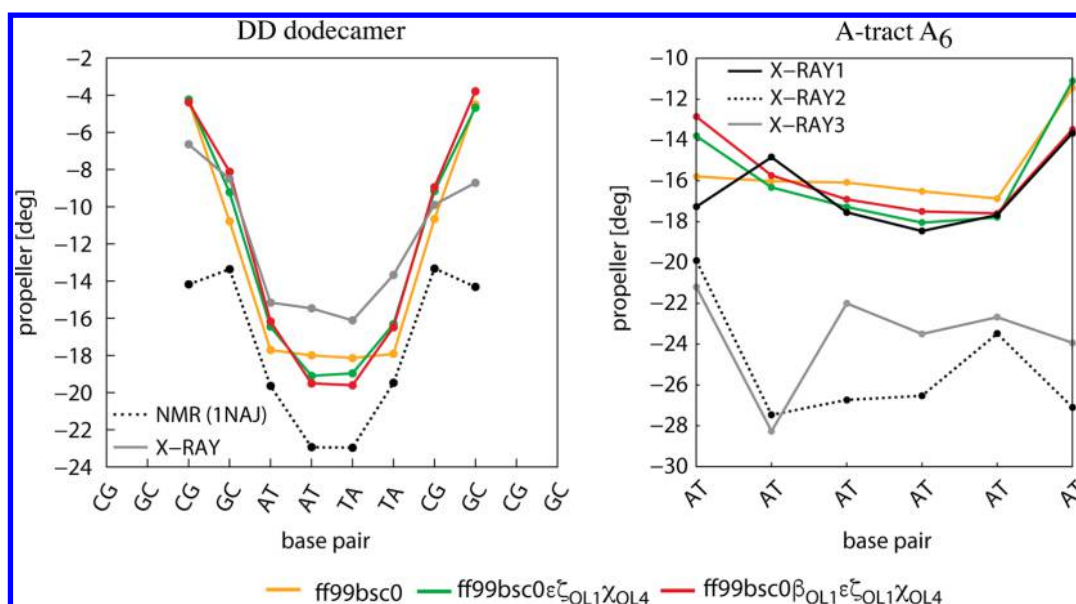 DD dodecamer
propeller [deg]
−2
−4
−6
−8
−10
−12
−14
−16
−18
−20
−22
−24
NMR (1NAJ)
X−RAY
CG
GC
CG
GC
AT
AT
TA
TA
CG
GC
CG
GC
base pair
A-tract A6
propeller [deg]
−10
−12
−14
−16
−18
−20
−22
−24
−26
−28
−30
X−RAY1
X−RAY2
X−RAY3
AT
AT
AT
AT
AT
AT
base pair
ff99bsc0
ff99bsc0εζOL1χOL4
ff99bsc0βOL1εζOL1χOL4